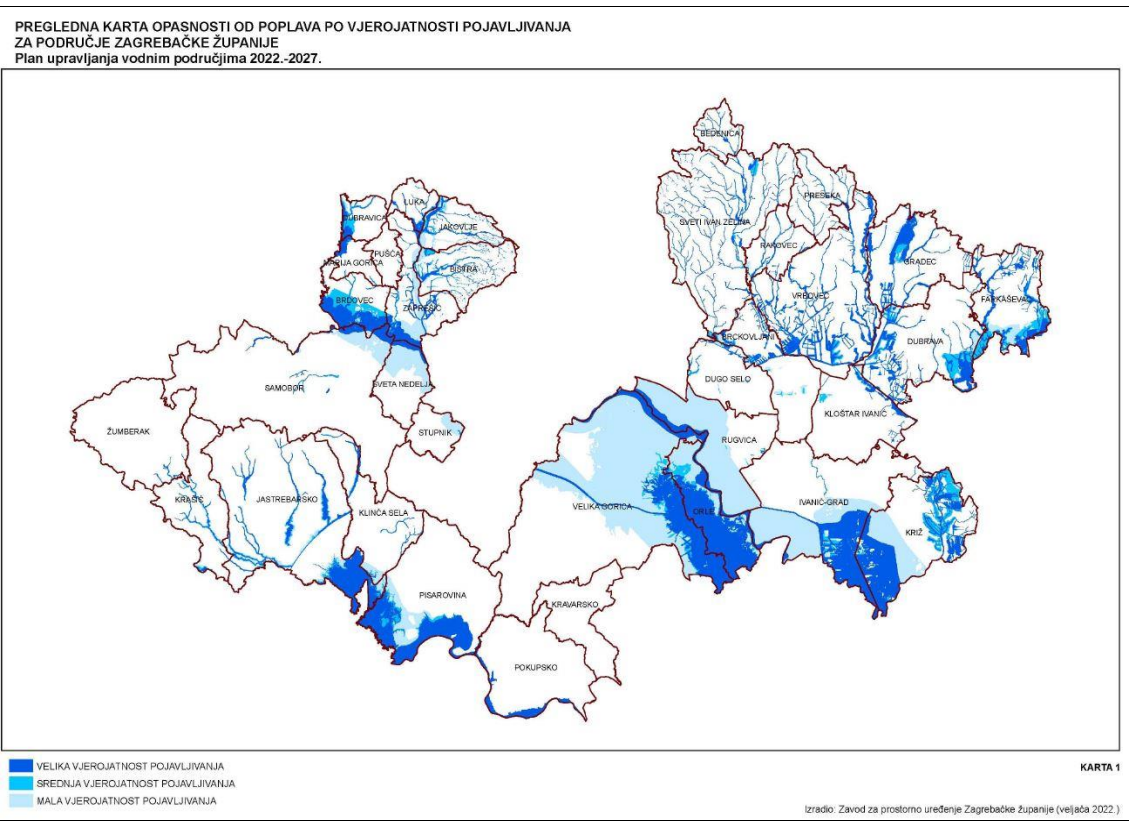 PREGLEDNA KARTA OPASNOSTI OD POPLAVA PO VJEROJATNOSTI POJAVLJIVANJA
ZA PODRUČJE ZAGREBAČKE ŽUPANIJE
Plan upravljanja vodnim područjima 2022.-2027.
BEDENICA
PRESEKA
LUKA
DUBRAVICA
SVETI IVAN ZELINA
JAKOVLJE
RAKOVEC
PUŠĆA
MARIJA GORICA
GRADEC
BISTRA
VRBOVEC
FARKAŠEVAC
BRDOVEC
ZAPREŠIĆ
BRCKOVLJANI
DUBRAVA
DUGO SELO
SVETA NEDELJA
SAMOBOR
KLOŠTAR IVANIĆ
ŽUMBERAK
STUPNIK
RUGVICA
KRAŠIĆ
JASTREBARSKO
IVANIĆ-GRAD
VELIKA GORICA
ORLE
KLINČA SELA
KRIŽ
PISAROVINA
KRAVARSKO
POKUPSKO
VELIKA VJEROJATNOST POJAVLJIVANJA
KARTA 1
SREDNJA VJEROJATNOST POJAVLJIVANJA
MALA VJEROJATNOST POJAVLJIVANJA
Izradio: Zavod za prostorno uređenje Zagrebačke županije (veljača 2022.)